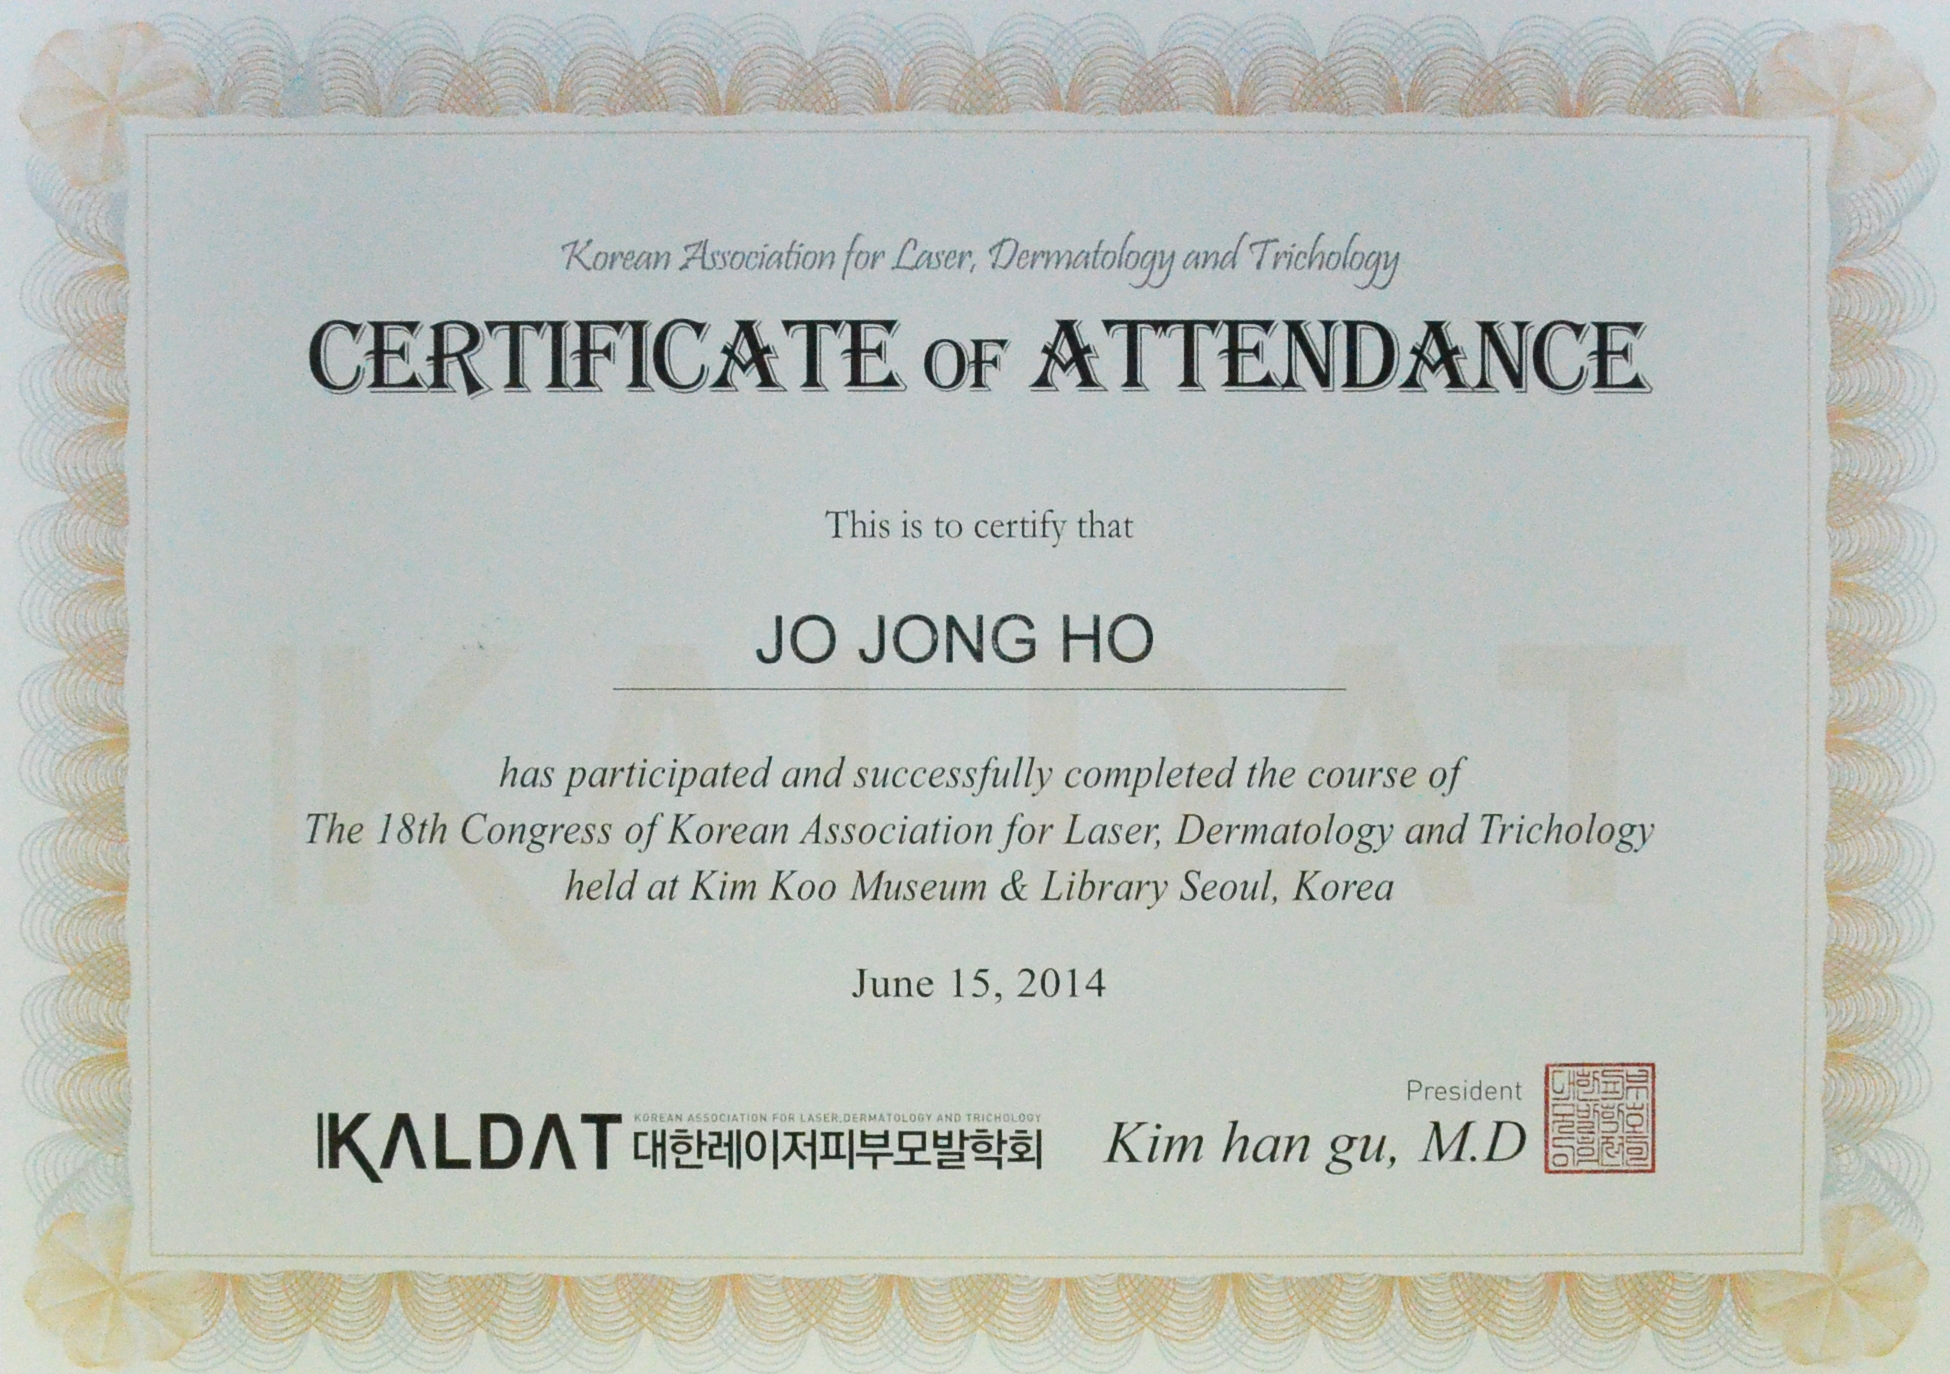 Korean Association for Laser, Dermatology and Trichology
CERTIFICATE OF ATTENDANCE
This is to certify that
JO JONG HO
KALDAT
has participated and successfully completed the course of
The 18th Congress of Korean Association for Laser, Dermatology and Trichology
held at Kim Koo Museum & Library Seoul, Korea
June 15, 2014
KALDAT
KOREAN ASSOCIATION FOR LASER,DERMATOLOGY AND TRICHOLOGY
대한레이저피부모발학회
President
Kim han gu, M.D